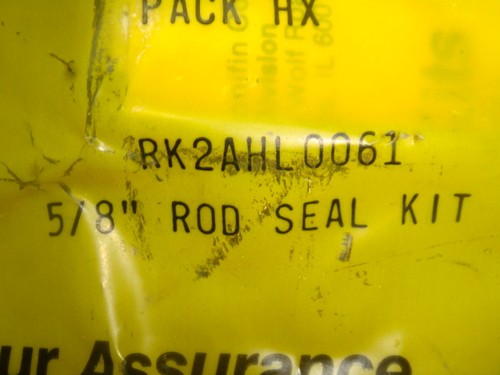 PACK HX
RK2AHL0061
5/8" ROD SEAL KIT
ur Assurance